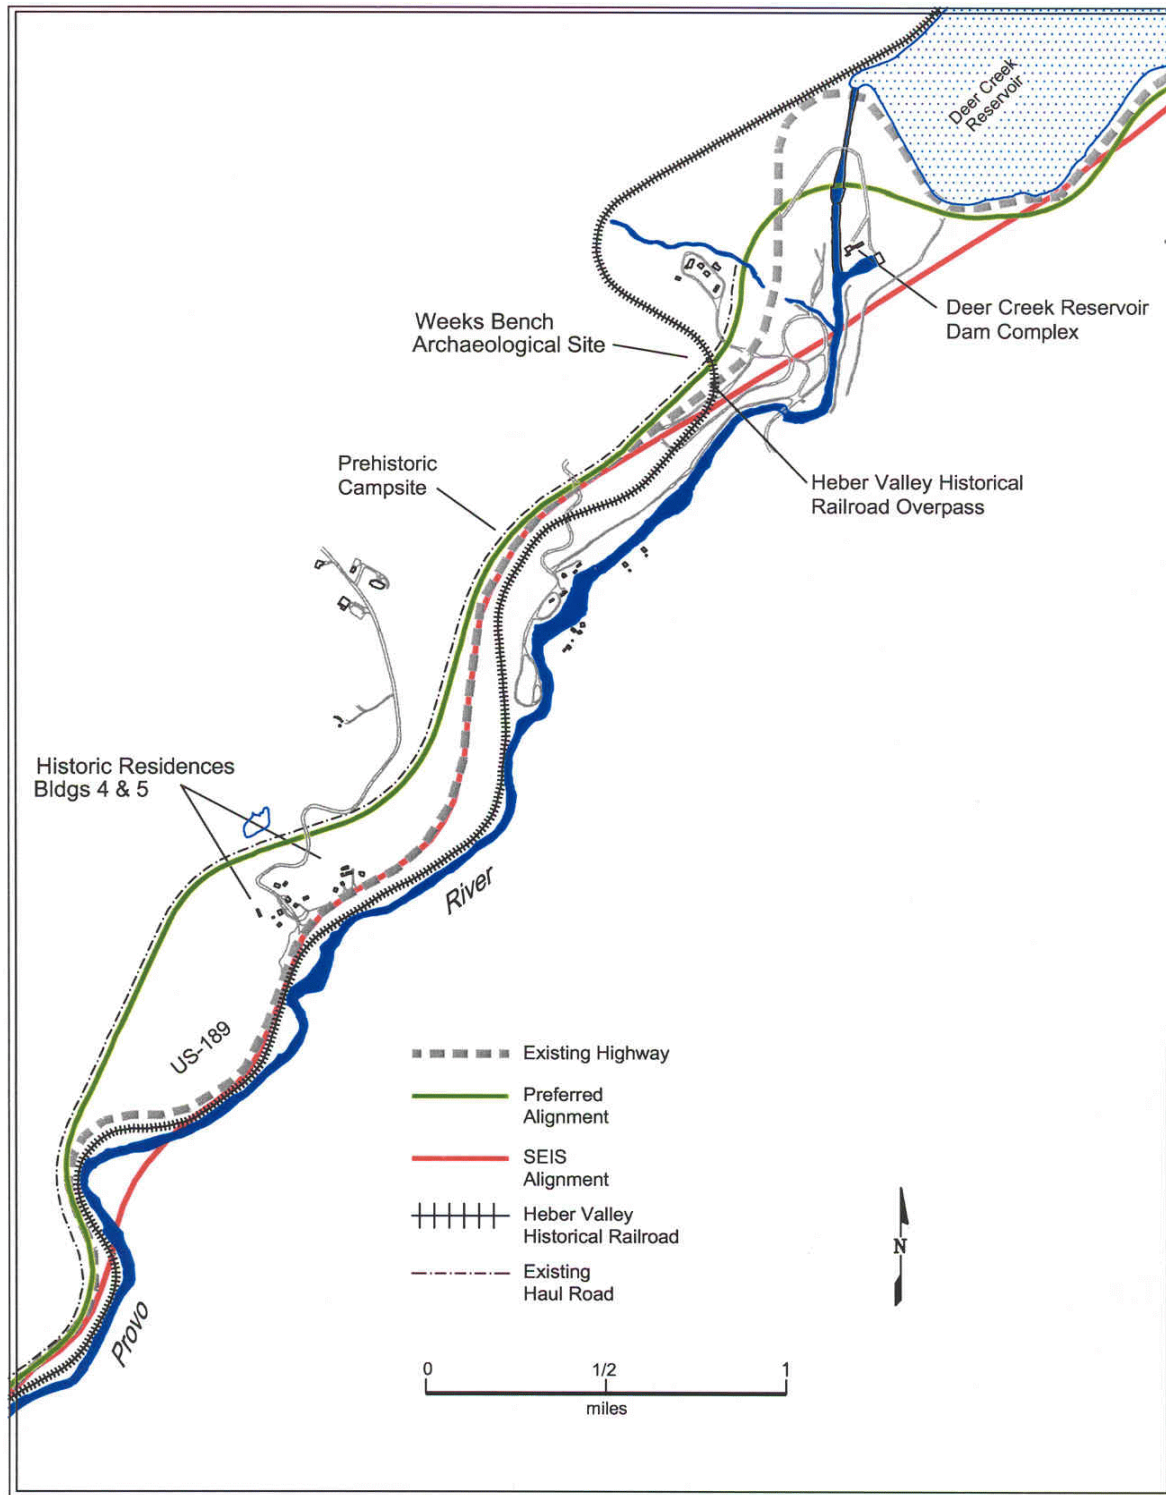 Deer Creek
Reservoir
Weeks Bench
Archaeological Site
Deer Creek Reservoir
Dam Complex
Prehistoric
Campsite
Heber Valley Historical
Railroad Overpass
Historic Residences
Bldgs 4 & 5
River
US-189
Existing Highway
Preferred
Alignment
SEIS
Alignment
Heber Valley
Historical Railroad
Existing
Haul Road
N
Provo
0 1/2 1
miles